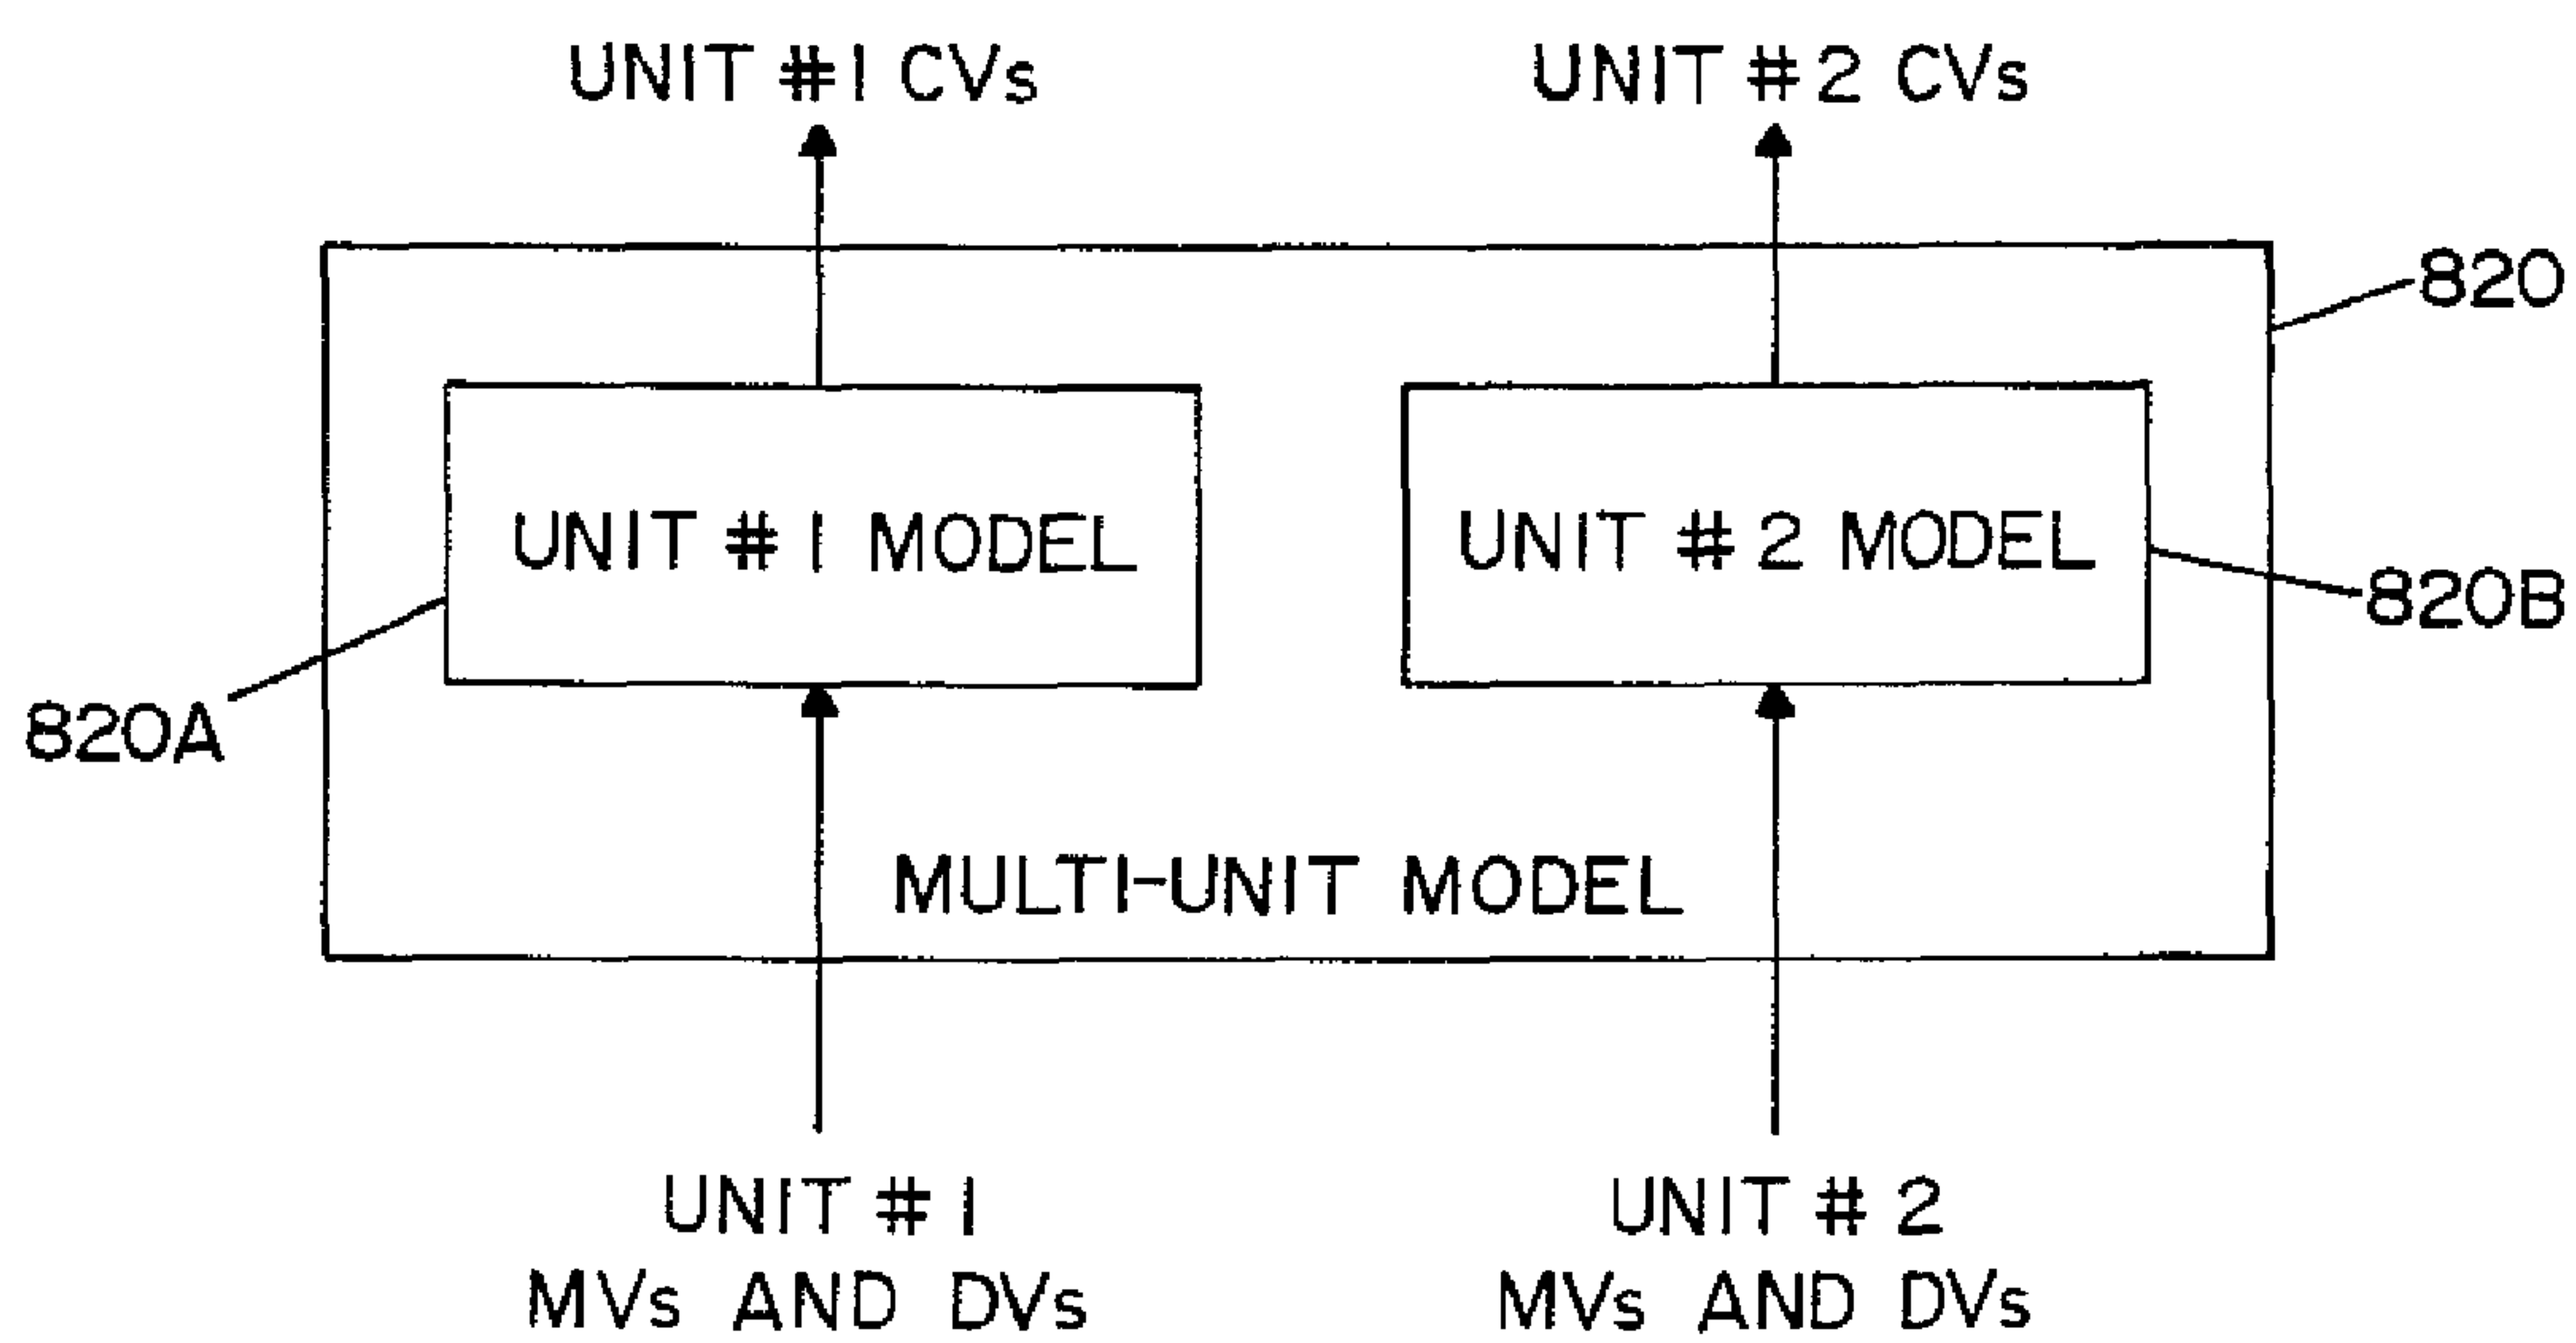 UNIT #1 CVs
UNIT #2 CVs
820
UNIT #1 MODEL
UNIT #2 MODEL
820B
820A
MULTI-UNIT MODEL
UNIT #1
MVs AND DVs
UNIT #2
MVs AND DVs